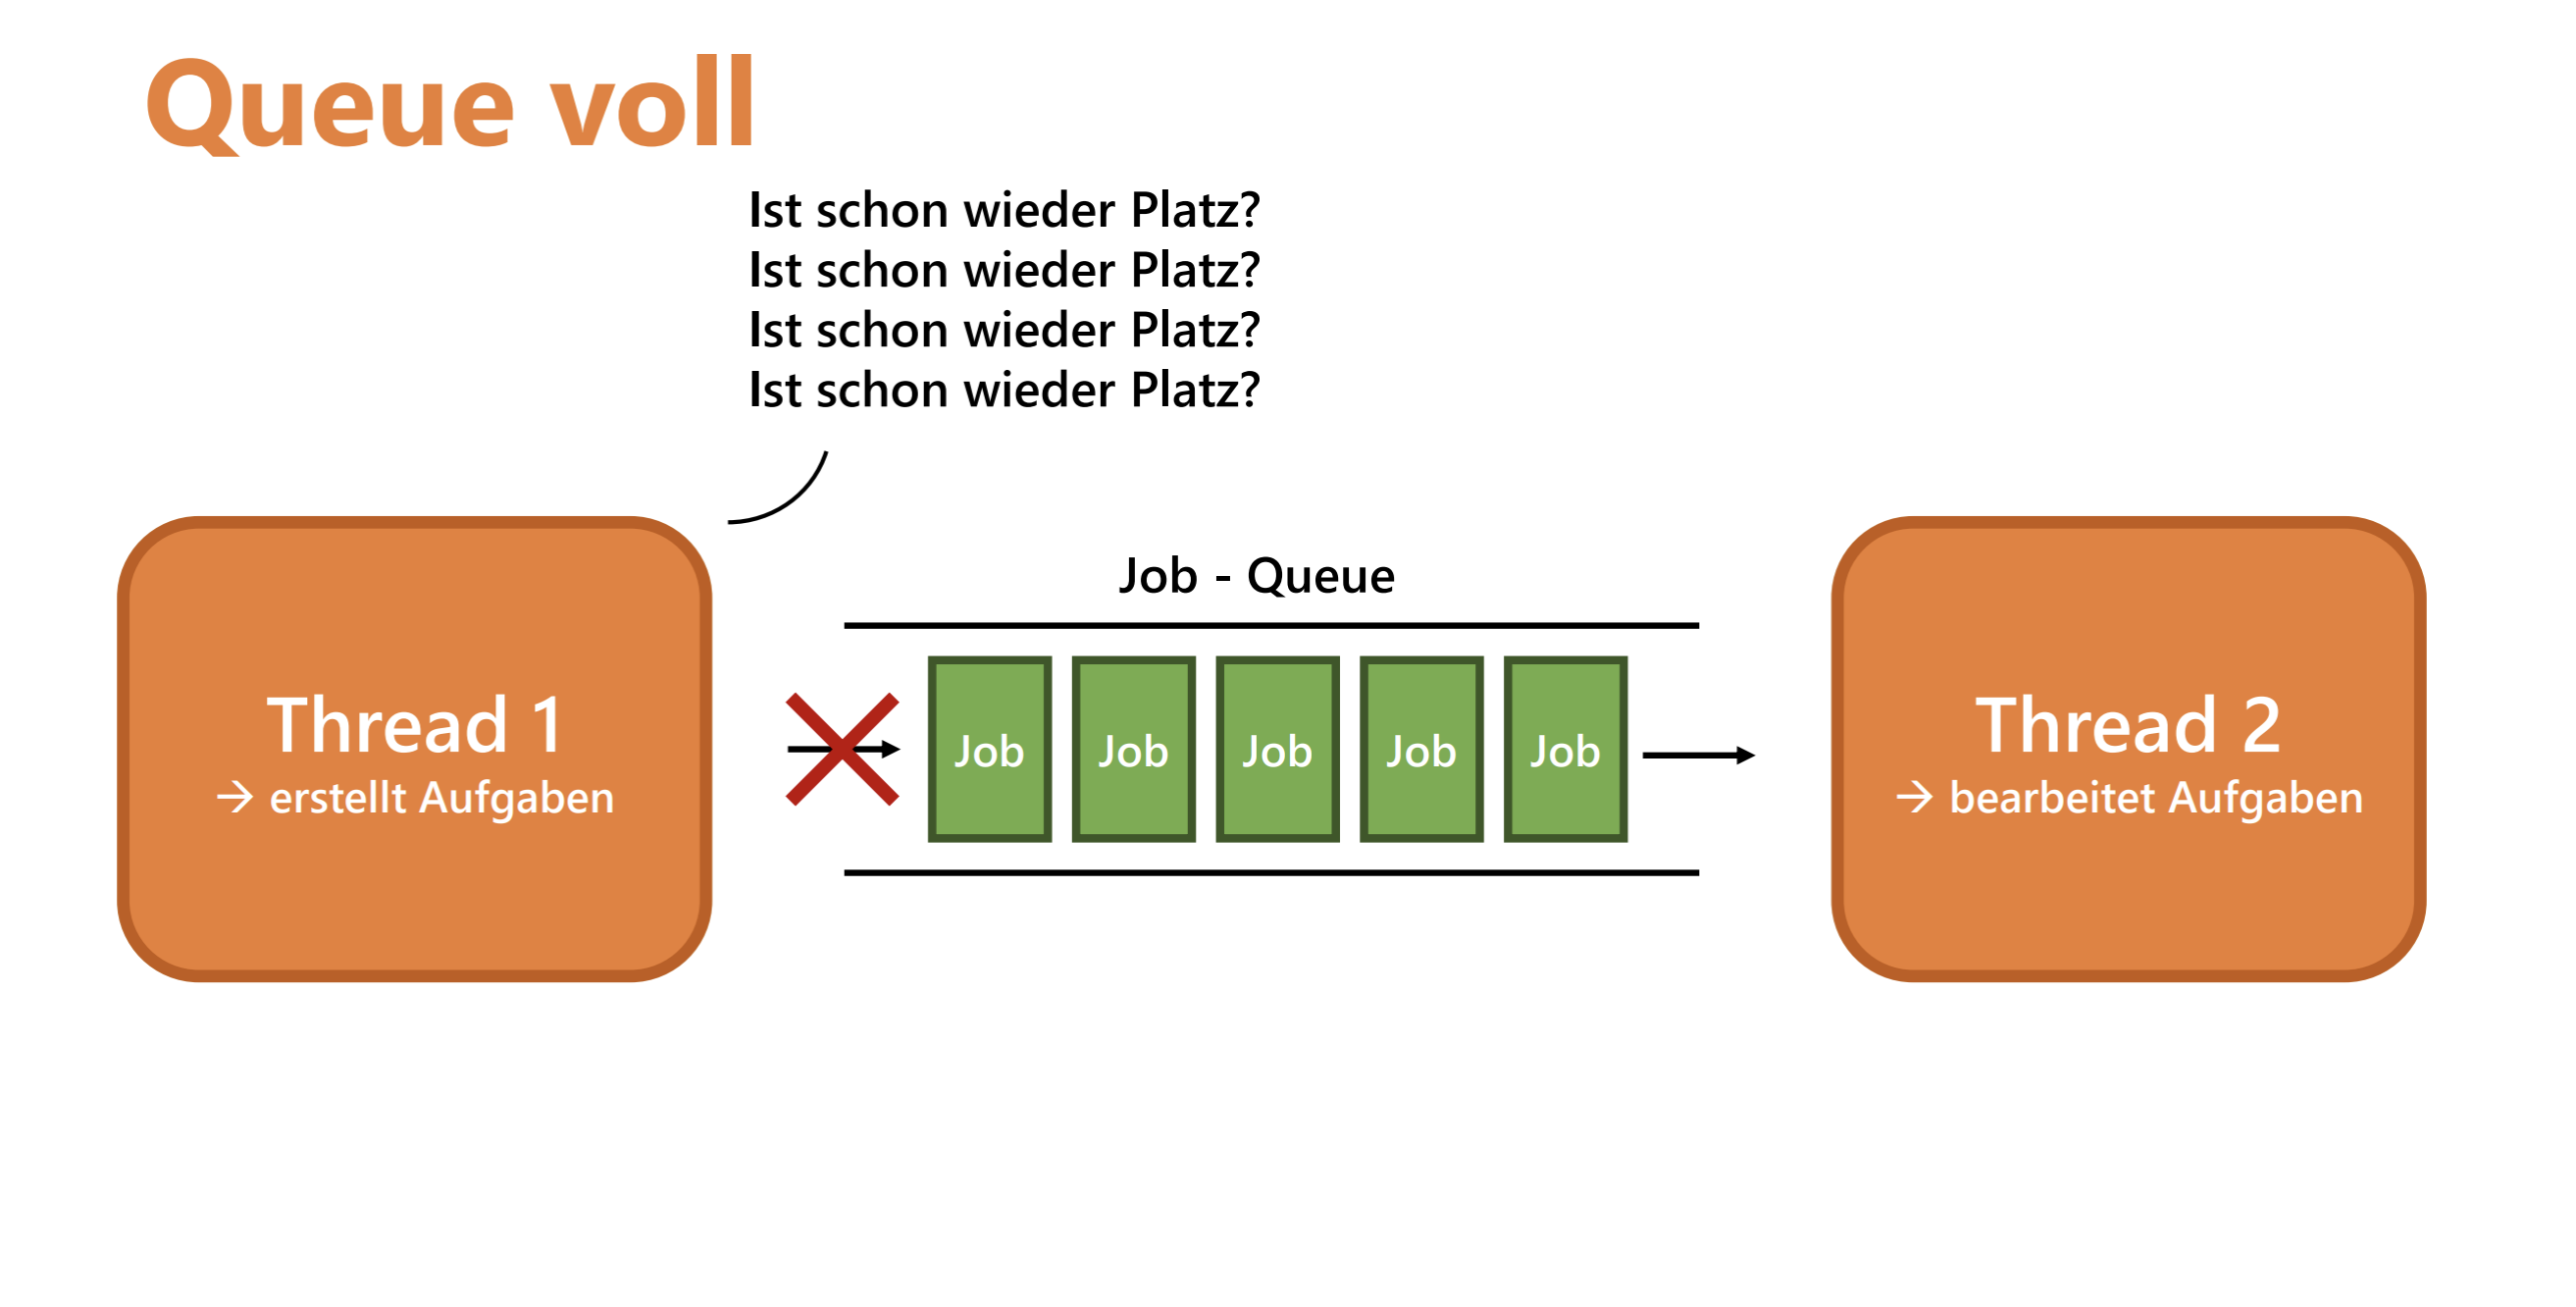 Queue voll
Ist schon wieder Platz?
Ist schon wieder Platz?
Ist schon wieder Platz?
Ist schon wieder Platz?
Job - Queue
Thread 1
→ erstellt Aufgaben
Job Job Job Job Job
Thread 2
→ bearbeitet Aufgaben